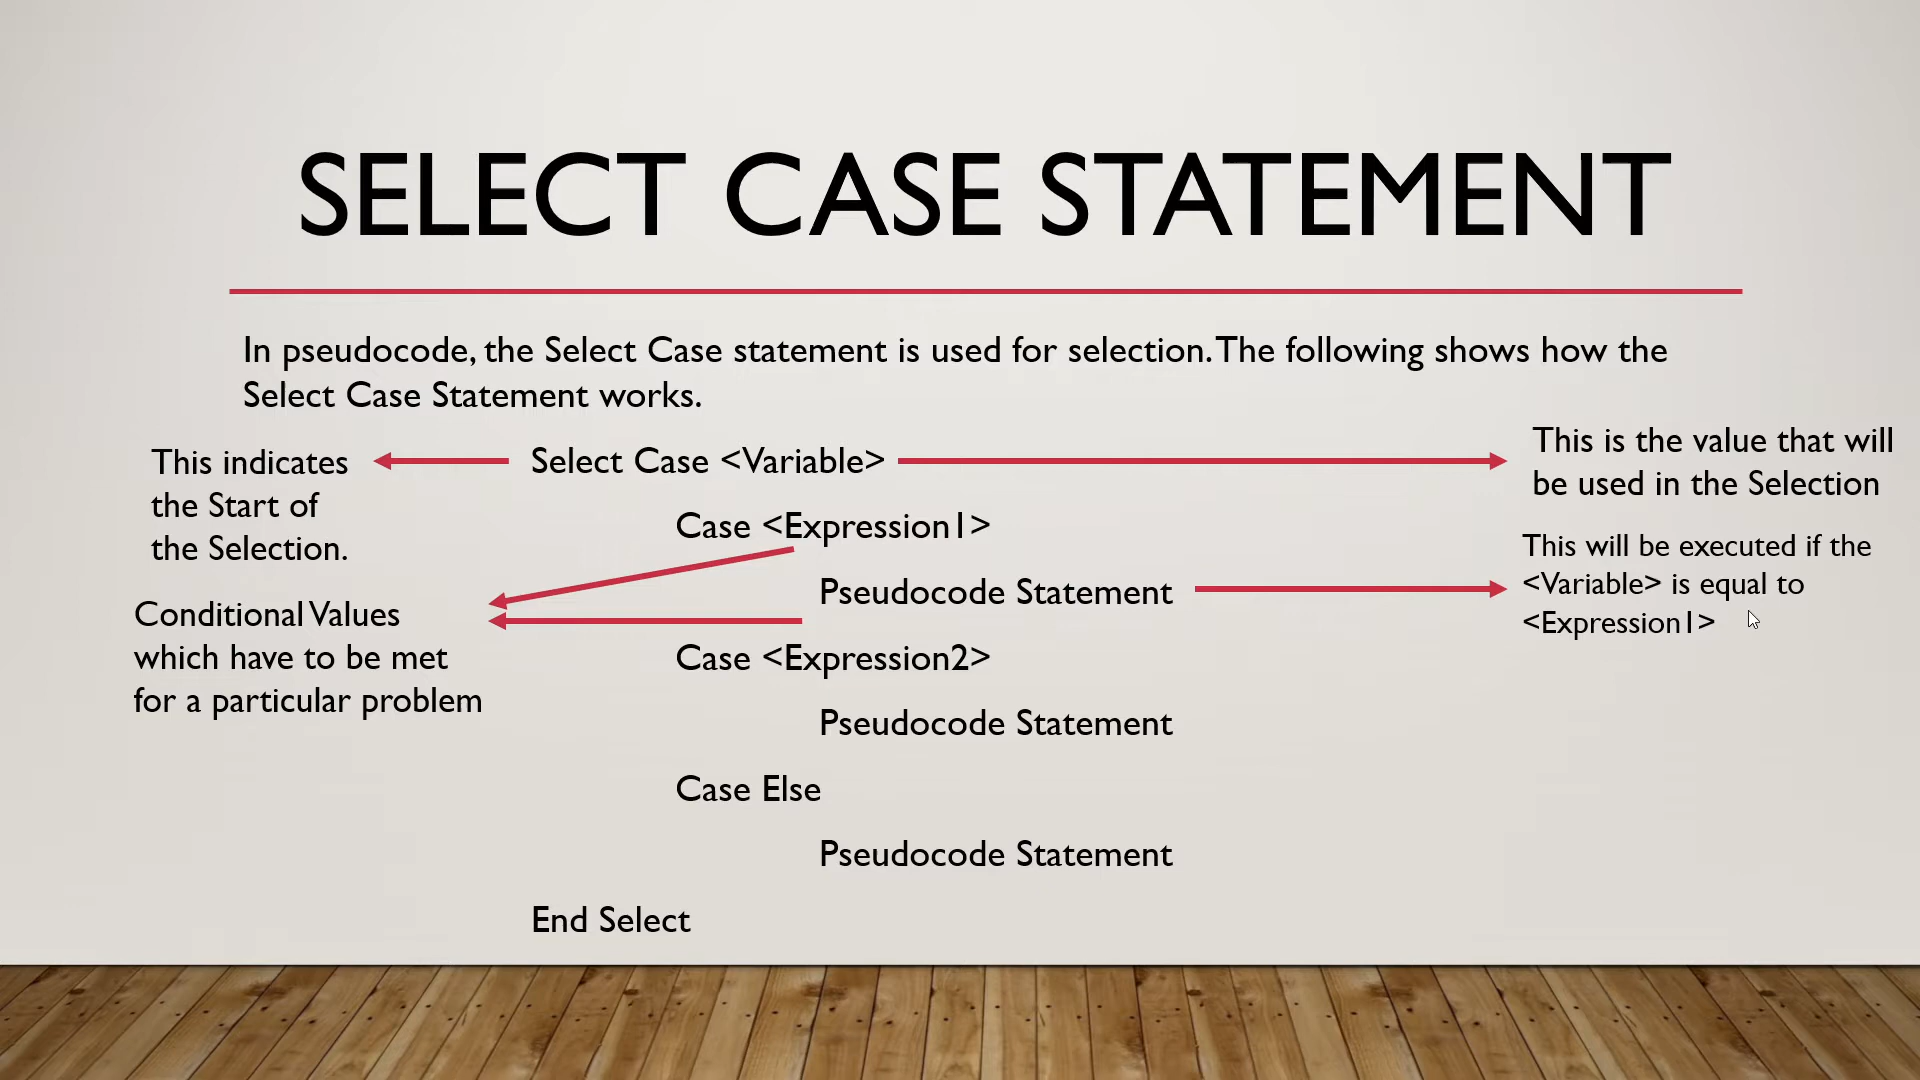 SELECT CASE STATEMENT
In pseudocode, the Select Case statement is used for selection. The following shows how the
Select Case Statement works.
This indicates
the Start of
the Selection.
Select Case <Variable>
This is the value that will
be used in the Selection
Case <Expression1>
This will be executed if the
<Variable> is equal to
<Expression1>
Pseudocode Statement
Conditional Values
which have to be met
for a particular problem
Case <Expression2>
Pseudocode Statement
Case Else
Pseudocode Statement
End Select